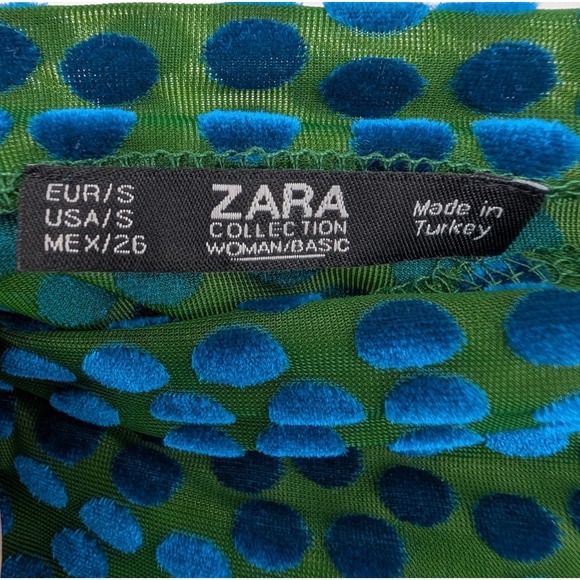 EUR/S
USA/S
MEX/26
ZARA
COLLECTION
WOMAN/BASIC
Made in
Turkey